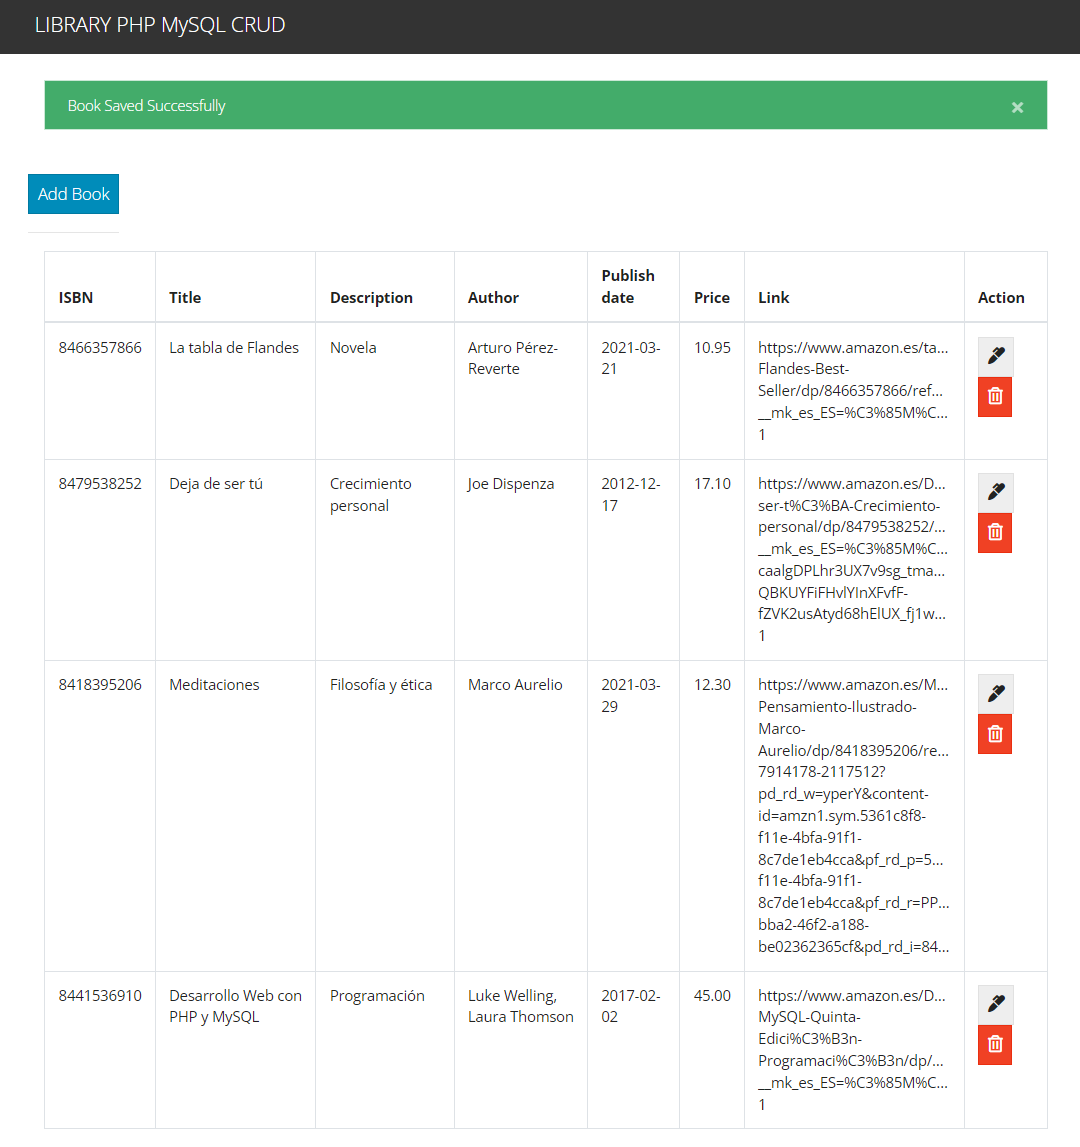 LIBRARY PHP MySQL CRUD
Book Saved Successfully
×
Add Book
ISBN Title Description Author Publish date Price Link Action
8466357866 La tabla de Flandes Novela Arturo Pérez-Reverte 2021-03-21 10.95
https://www.amazon.es/ta...
Flandes-Best-
Seller/dp/8466357866/ref...
__mk_es_ES=%C3%85M%C...
1
8479538252 Deja de ser tú Crecimiento personal Joe Dispenza 2012-12-17 17.10
https://www.amazon.es/D...
ser-t%C3%BA-Crecimiento-
personal/dp/8479538252/...
__mk_es_ES=%C3%85M%C...
caalgDPLhr3UX7v9sg_tma...
QBKUYFiFHvlYInXFvfF-
fZVK2usAtyd68hElUX_fj1w...
1
8418395206 Meditaciones Filosofía y ética Marco Aurelio 2021-03-29 12.30
https://www.amazon.es/M...
Pensamiento-Ilustrado-
Marco-
Aurelio/dp/8418395206/re...
7914178-2117512?
pd_rd_w=yperY&content-
id=amzn1.sym.5361c8f8-
f11e-4bfa-91f1-
8c7de1eb4cca&pf_rd_p=5...
f11e-4bfa-91f1-
8c7de1eb4cca&pf_rd_r=PP...
bba2-46f2-a188-
be02362365cf&pd_rd_i=84...
8441536910 Desarrollo Web con PHP y MySQL Programación Luke Welling, Laura Thomson 2017-02-02 45.00
https://www.amazon.es/D...
MySQL-Quinta-
Edici%C3%B3n-
Programaci%C3%B3n/dp/...
__mk_es_ES=%C3%85M%C...
1